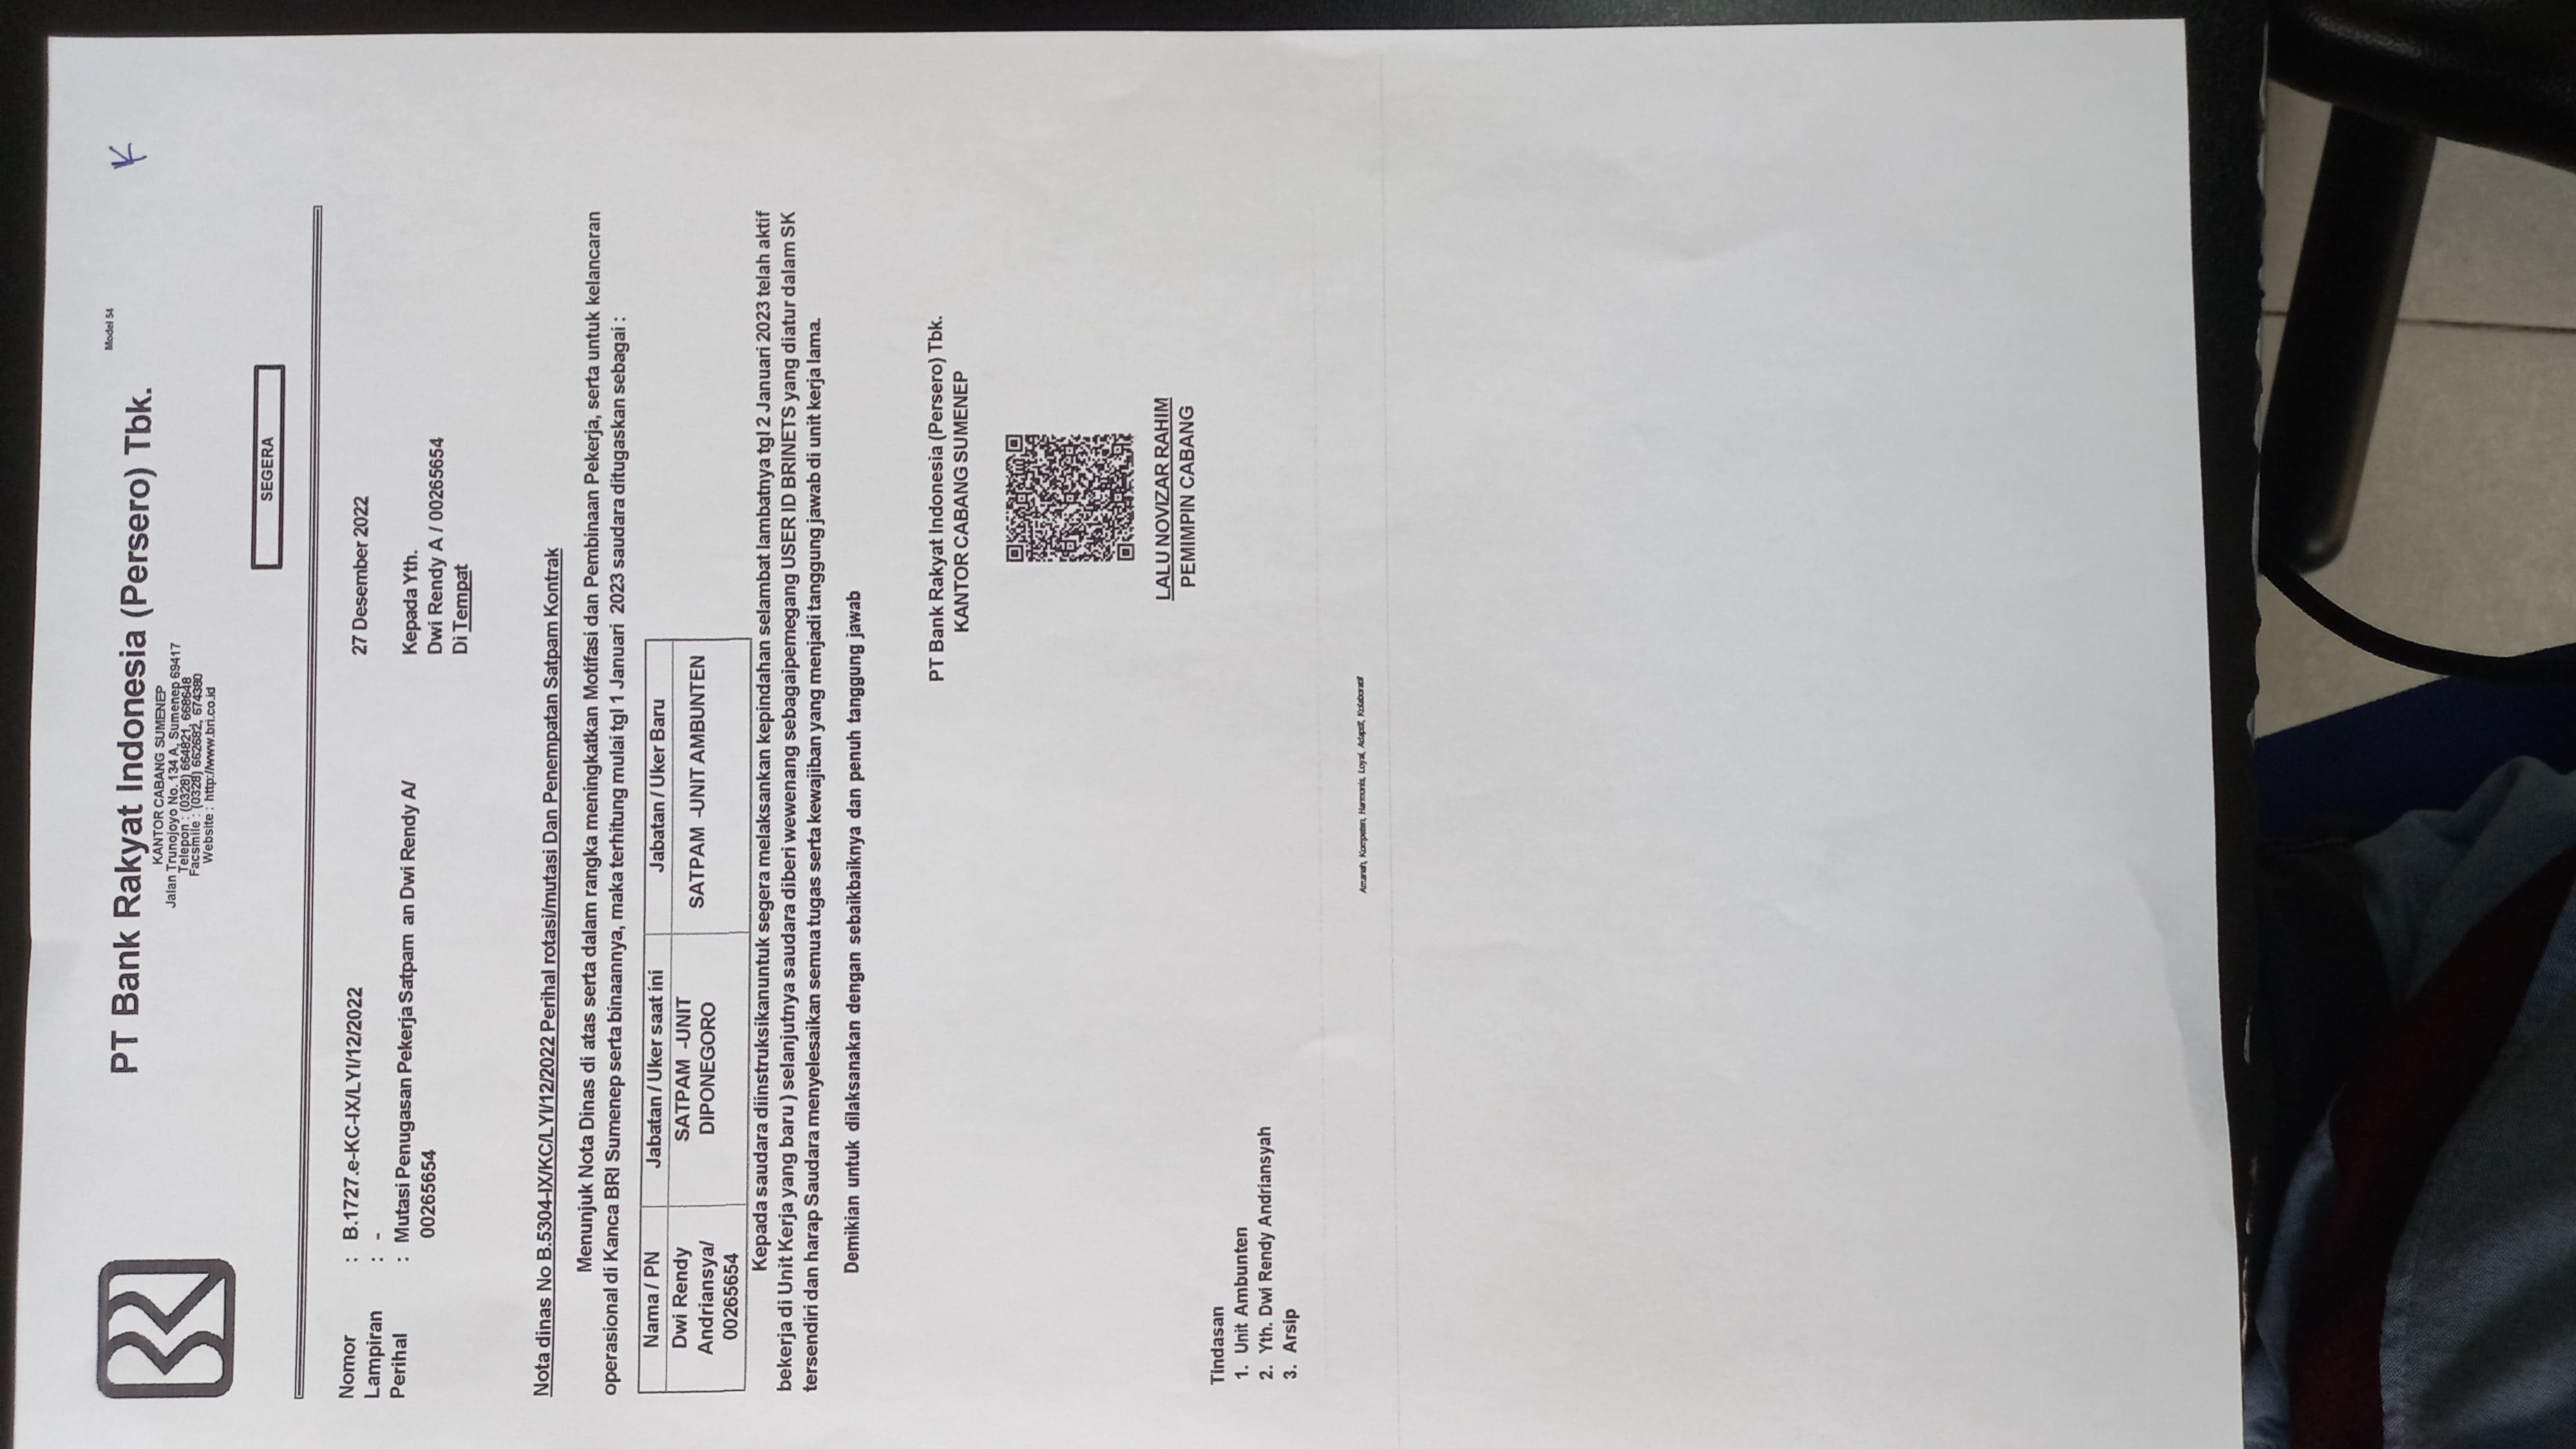 BRI
PT Bank Rakyat Indonesia (Persero) Tbk.
Model 54
KANTOR CABANG SUMENEP
Jalan Trunojoyo No. 134 A, Sumenep 69417
Telepon : (0328) 664821, 668648
Facsmile : (0328) 662682, 674380
Website : http://www.bri.co.id
SEGERA
Nomor : B.1727.e-KC-IX/LYI/12/2022 27 Desember 2022
Lampiran : -
Perihal : Mutasi Penugasan Pekerja Satpam an Dwi Rendy A/
00265654
Kepada Yth.
Dwi Rendy A / 00265654
Di Tempat
Nota dinas No B.5304-IX/KC/LYI/12/2022 Perihal rotasi/mutasi Dan Penempatan Satpam Kontrak
Menunjuk Nota Dinas di atas serta dalam rangka meningkatkan Motifasi dan Pembinaan Pekerja, serta untuk kelancaran
operasional di Kanca BRI Sumenep serta binaannya, maka terhitung mulai tgl 1 Januari 2023 saudara ditugaskan sebagai :
Nama / PN Jabatan / Uker saat ini Jabatan / Uker Baru
Dwi Rendy SATPAM -UNIT SATPAM -UNIT AMBUNTEN
Andriansya/ DIPONEGORO
00265654
Kepada saudara diinstruksikanuntuk segera melaksankan kepindahan selambat lambatnya tgl 2 Januari 2023 telah aktif
bekerja di Unit Kerja yang baru ) selanjutnya saudara diberi wewenang sebagaipemegang USER ID BRINETS yang diatur dalam SK
tersendiri dan harap Saudara menyelesaikan semua tugas serta kewajiban yang menjadi tanggung jawab di unit kerja lama.
Demikian untuk dilaksanakan dengan sebaikbaiknya dan penuh tanggung jawab
PT Bank Rakyat Indonesia (Persero) Tbk.
KANTOR CABANG SUMENEP
LALU NOVIZAR RAHIM
PEMIMPIN CABANG
Tindasan
1. Unit Ambunten
2. Yth. Dwi Rendy Andriansyah
3. Arsip
Amanah, Kompeten, Harmonis, Loyal, Adaptif, Kolaboratif